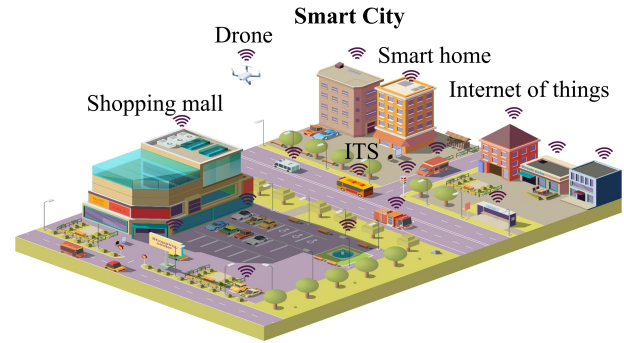 Smart City
Drone
Smart home
Internet of things
Shopping mall
ITS